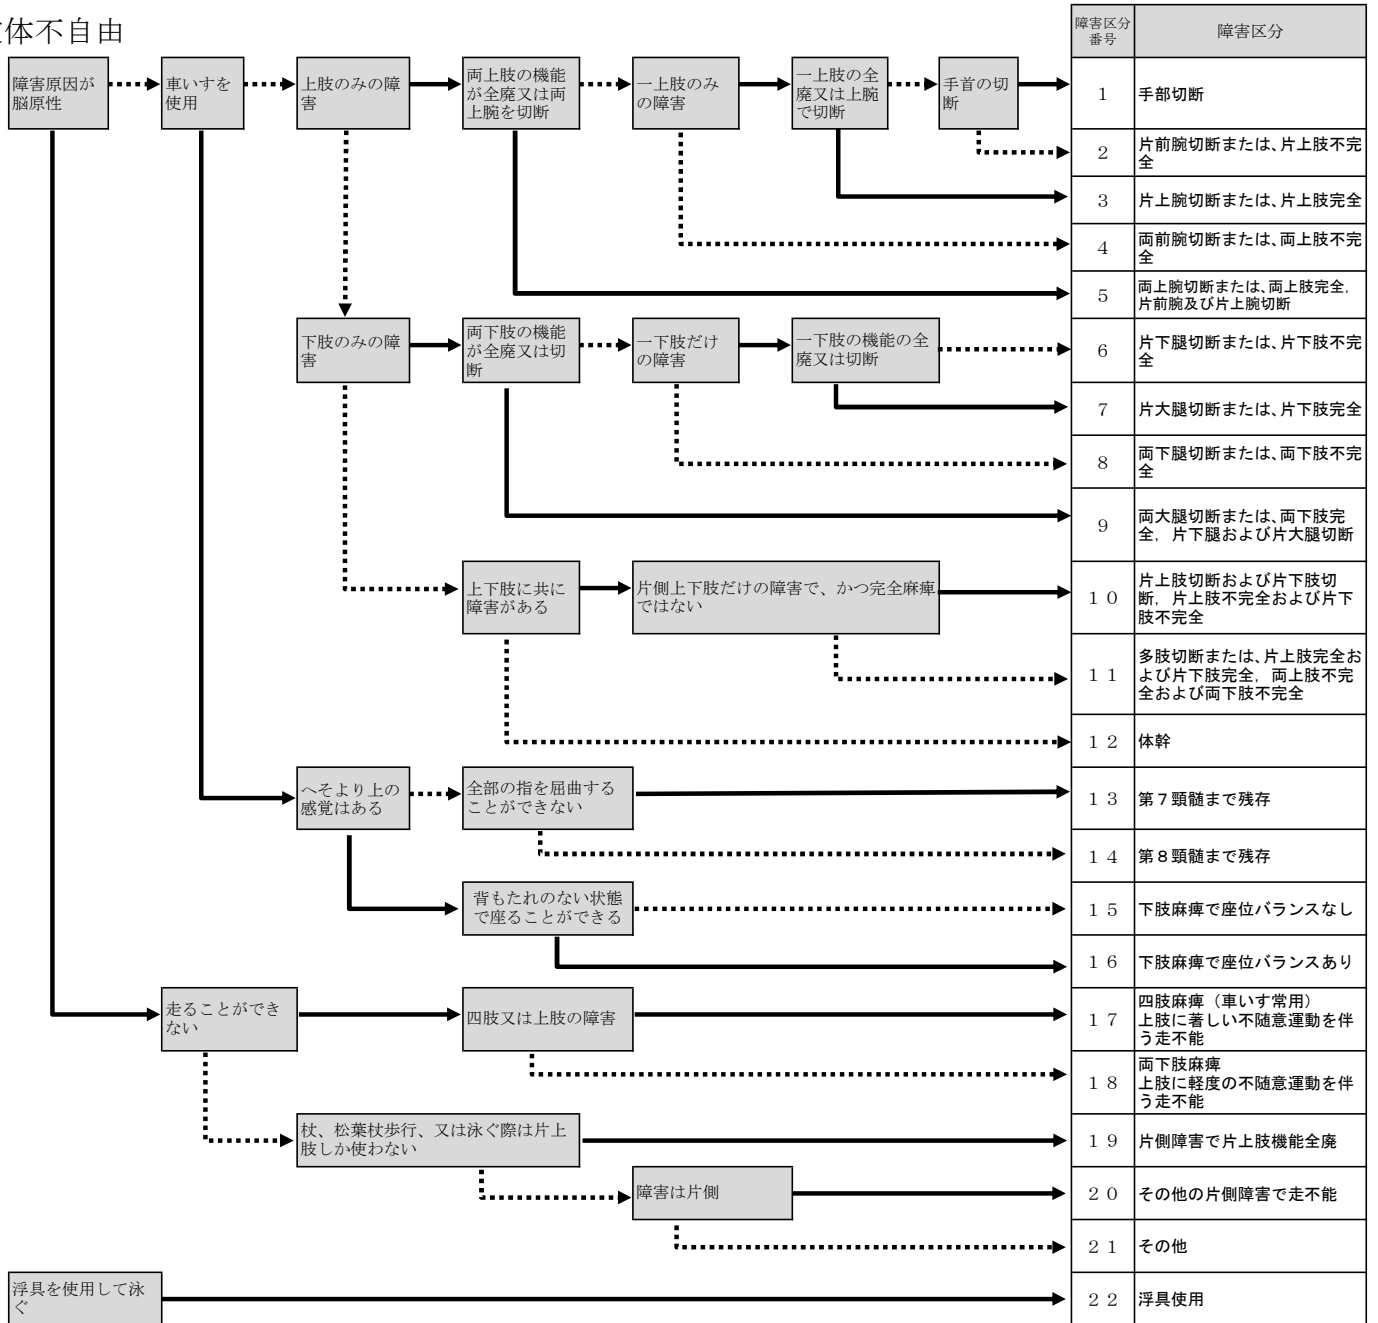 体不自由
障害区分
番号
障害区分
障害原因が
脳原性
車いすを
使用
上肢のみの障
害
両上肢の機能
が全廃又は両
上腕を切断
一上肢のみ
の障害
一上肢の全
廃又は上腕
で切断
手首の切
断
1
手部切断
2
片前腕切断または、片上肢不完
全
3
片上腕切断または、片上肢完全
4
両前腕切断または、両上肢不完
全
5
両上腕切断または、両上肢完全,
片前腕及び片上腕切断
下肢のみの障
害
両下肢の機能
が全廃又は切
断
一下肢だけ
の障害
一下肢の機能の全
廃又は切断
6
片下腿切断または、片下肢不完
全
7
片大腿切断または、片下肢完全
8
両下腿切断または、両下肢不完
全
9
両大腿切断または、両下肢完
全, 片下腿および片大腿切断
上下肢に共に
障害がある
片側上下肢だけの障害で、かつ完全麻痺
ではない
10
片上肢切断および片下肢切
断, 片上肢不完全および片下
肢不完全
11
多肢切断または、片上肢完全お
よび片下肢完全, 両上肢不完
全および両下肢不完全
12
体幹
へそより上の
感覚はある
全部の指を屈曲する
ことができない
13
第7頸髄まで残存
14
第8頸髄まで残存
背もたれのない状態
で座ることができる
15
下肢麻痺で座位バランスなし
16
下肢麻痺で座位バランスあり
走ることができ
ない
四肢又は上肢の障害
17
四肢麻痺（車いす常用）
上肢に著しい不随意運動を伴
う走不能
18
両下肢麻痺
上肢に軽度の不随意運動を伴
う走不能
杖、松葉杖歩行、又は泳ぐ際は片上
肢しか使わない
19
片側障害で片上肢機能全廃
障害は片側
20
その他の片側障害で走不能
21
その他
浮具を使用して泳
ぐ
22
浮具使用